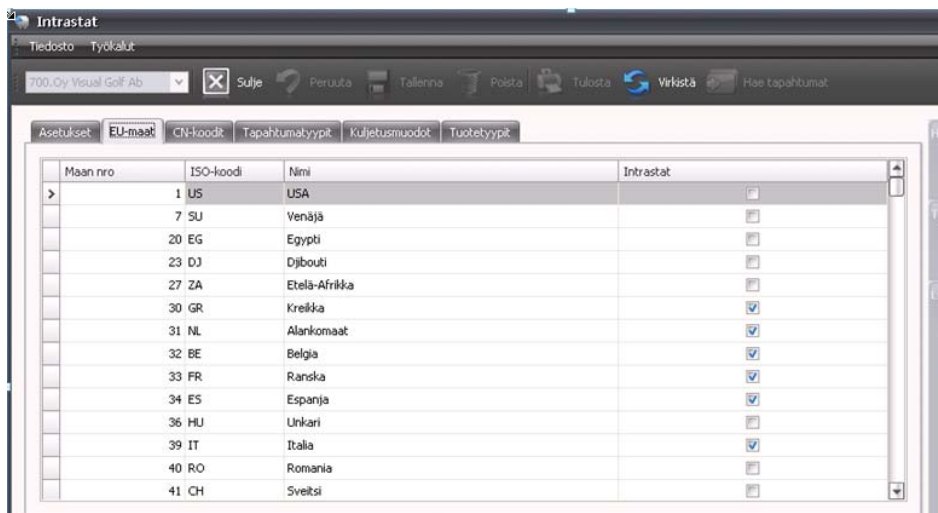 Intrastat
Tiedosto Työkalut
700.Oy Visual Golf Ab Sulje Peruuta Tallenna Poista Tulosta Virkistä Hae tapahtumat
Asetukset EU-maat CN-koodit Tapahtumatyypit Kuljetusmuodot Tuotetyypit
Maan nro ISO-koodi Nimi Intrastat
1 US USA
7 SU Venäjä
20 EG Egypti
23 DJ Djibouti
27 ZA Etelä-Afrikka
30 GR Kreikka
31 NL Alankomaat
32 BE Belgia
33 FR Ranska
34 ES Espanja
36 HU Unkari
39 IT Italia
40 RO Romania
41 CH Sveitsi